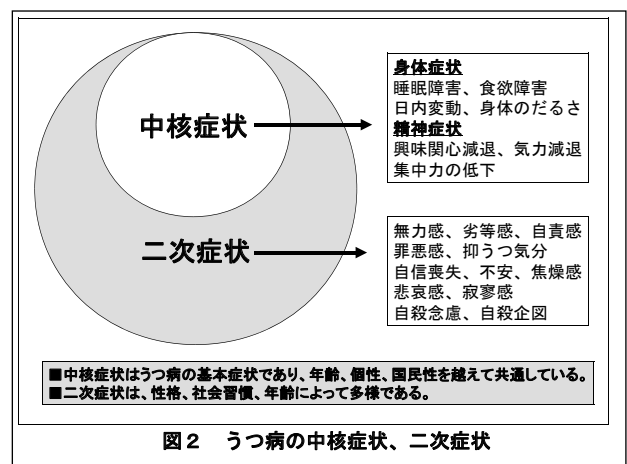 中核症状
身体症状
睡眠障害、食欲障害
日内変動、身体のだるさ
精神症状
興味関心減退、気力減退
集中力の低下
二次症状
無力感、劣等感、自責感
罪悪感、抑うつ気分
自信喪失、不安、焦燥感
悲哀感、寂寥感
自殺念慮、自殺企図
■中核症状はうつ病の基本症状であり、年齢、個性、国民性を越えて共通している。
■二次症状は、性格、社会習慣、年齢によって多様である。
図２　うつ病の中核症状、二次症状